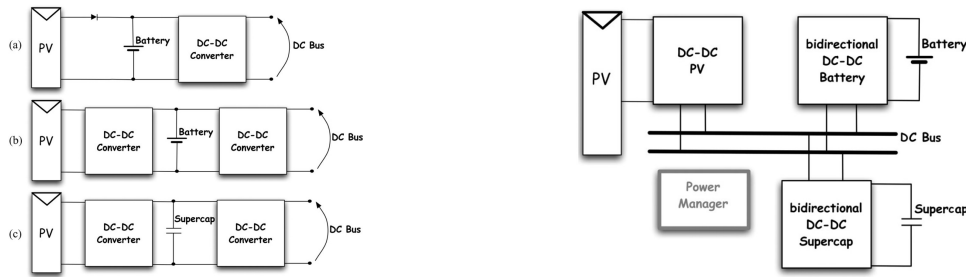 (a)
PV
Battery
DC-DC
Converter
DC Bus
(b)
PV
DC-DC
Converter
Battery
DC-DC
Converter
DC Bus
(c)
PV
DC-DC
Converter
Supercap
DC-DC
Converter
DC Bus
PV
DC-DC
PV
bidirectional
DC-DC
Battery
Battery
DC Bus
Power
Manager
bidirectional
DC-DC
Supercap
Supercap